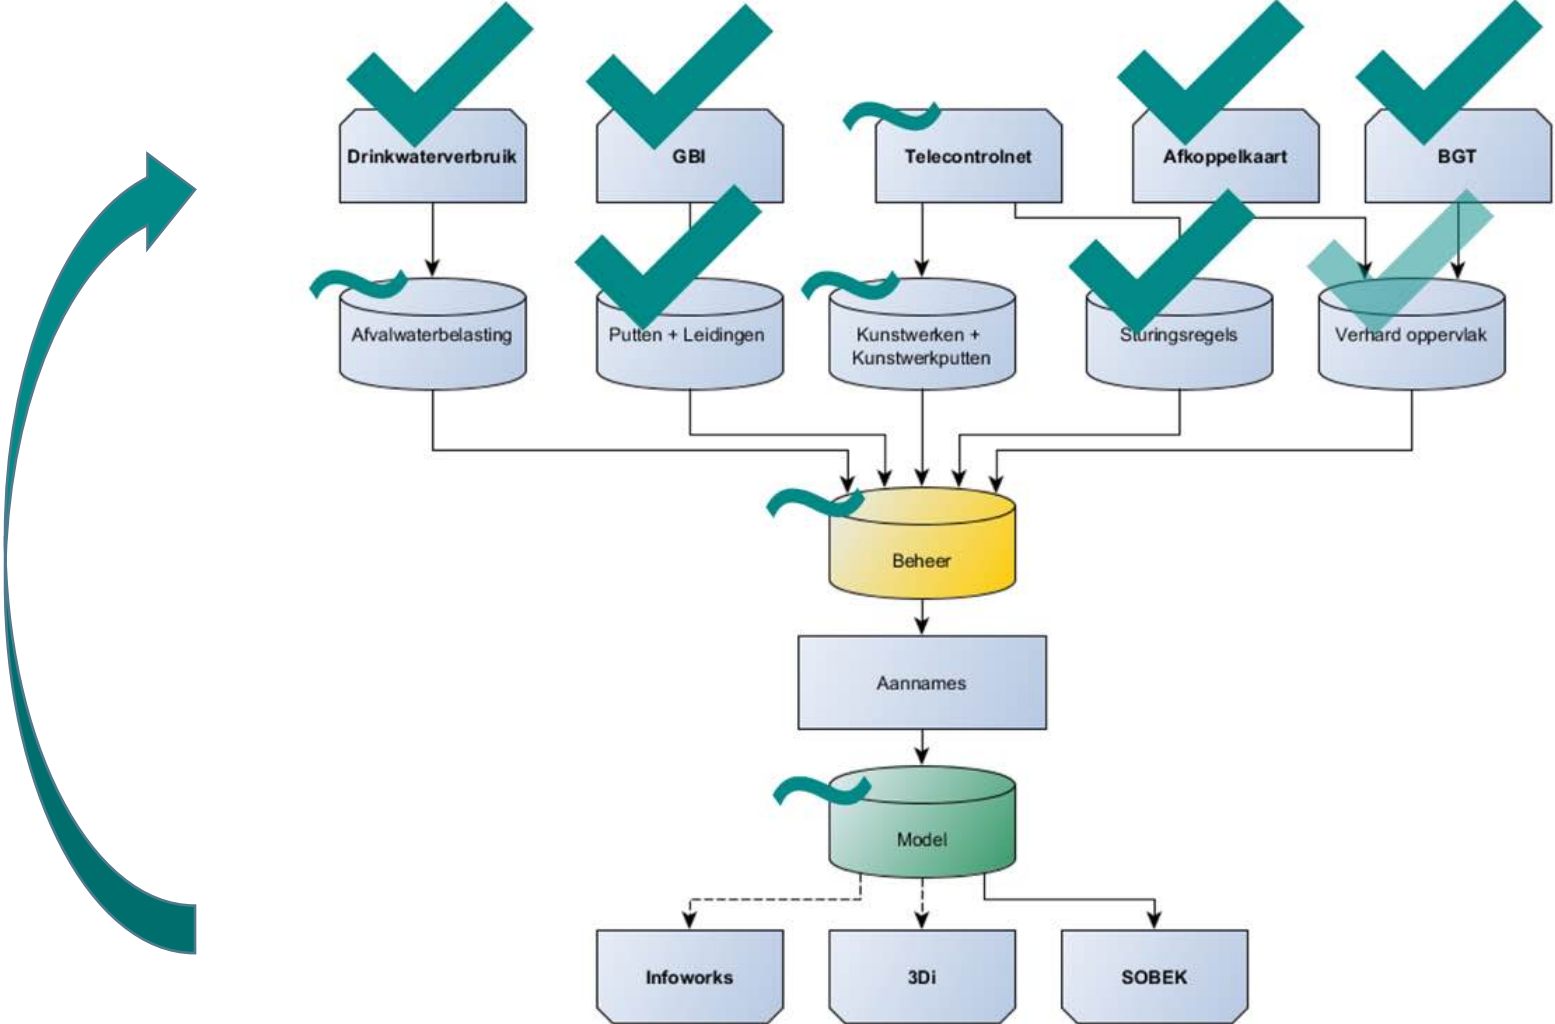 Drinkwaterverbruik
GBI
Telecontrolnet
Afkoppelkaart
BGT
Afvalwaterbelasting
Putten + Leidingen
Kunstwerken +
Kunstwerkputten
Sturingsregels
Verhard oppervlak
Beheer
Aannames
Model
Infoworks
3Di
SOBEK